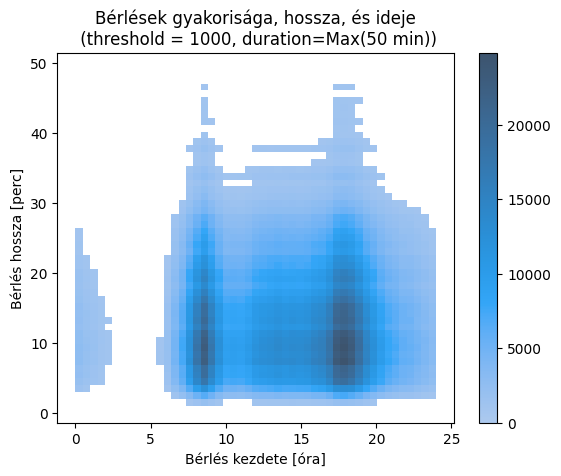 Bérlések gyakorisága, hossza, és ideje
(threshold = 1000, duration=Max(50 min))
50
40
30
20
10
0
Bérlés hossza [perc]
0 5 10 15 20 25
Bérlés kezdete [óra]
20000
15000
10000
5000
0